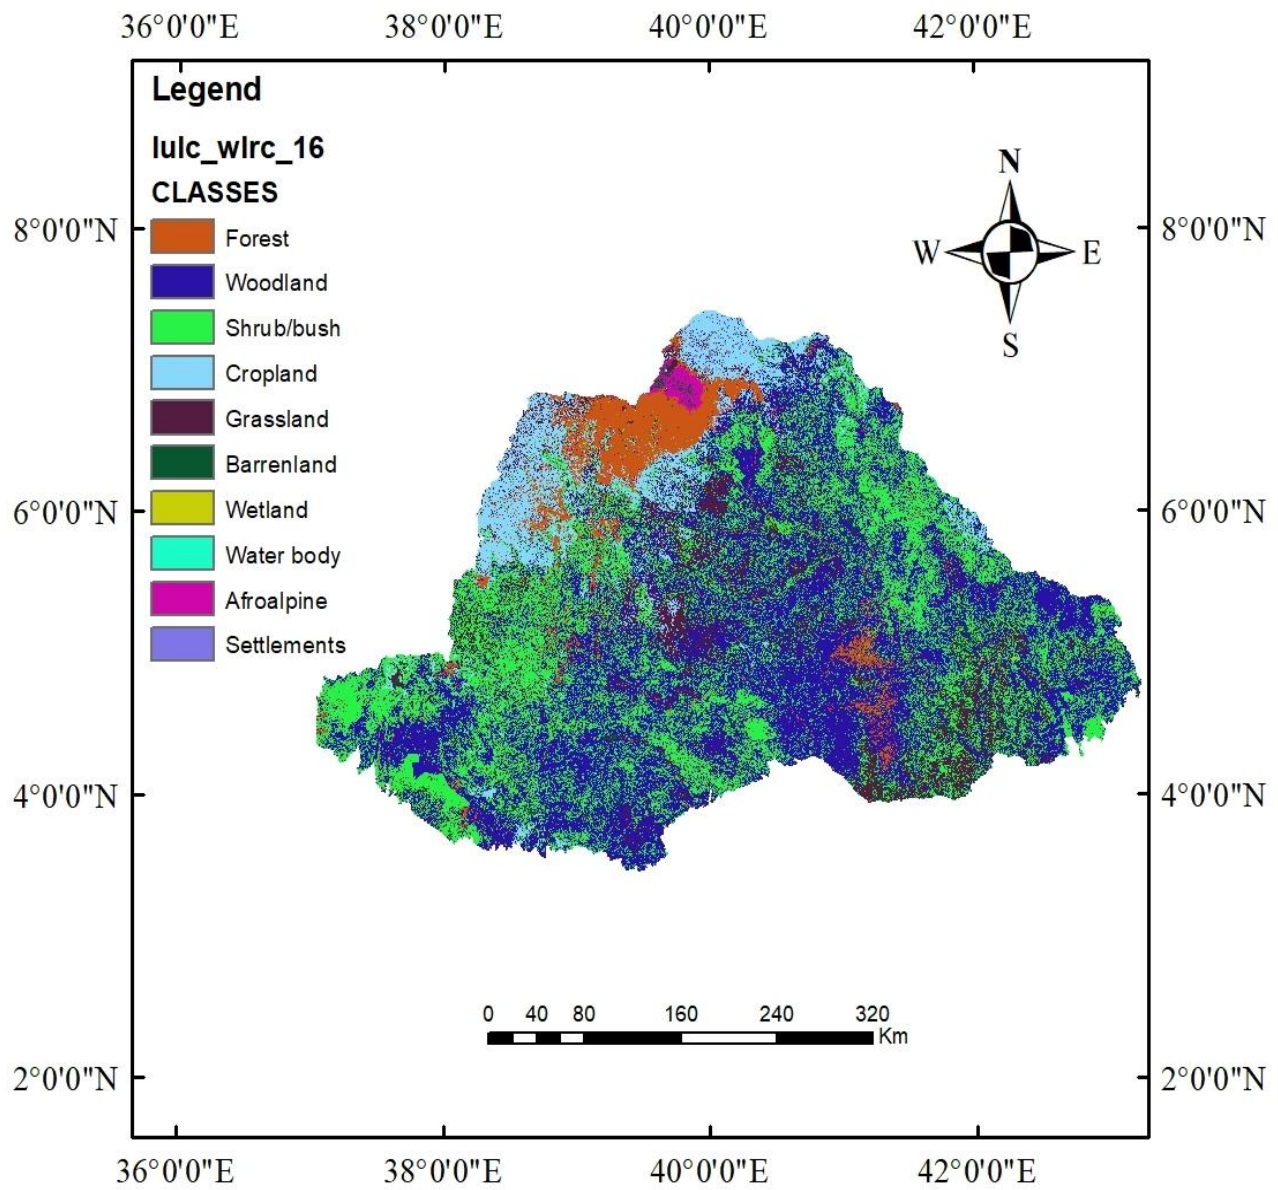 36°0'0"E 38°0'0"E 40°0'0"E 42°0'0"E
Legend
lulc_wlrc_16
CLASSES
Forest
Woodland
Shrub/bush
Cropland
Grassland
Barrenland
Wetland
Water body
Afroalpine
Settlements
N
W E
S
8°0'0"N 8°0'0"N
6°0'0"N 6°0'0"N
4°0'0"N 4°0'0"N
0 40 80 160 240 320
Km
2°0'0"N 2°0'0"N
36°0'0"E 38°0'0"E 40°0'0"E 42°0'0"E